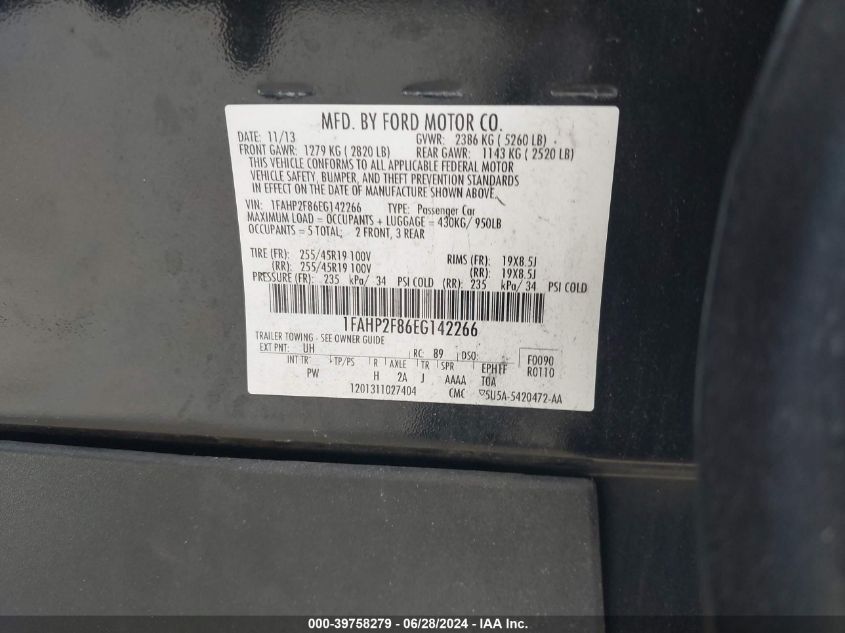 MFD. BY FORD MOTOR CO.
DATE: 11/13 GVWR: 2386 KG ( 5260 LB)
FRONT GAWR: 1279 KG ( 2820 LB) REAR GAWR: 1143 KG ( 2520 LB)
THIS VEHICLE CONFORMS TO ALL APPLICABLE FEDERAL MOTOR
VEHICLE SAFETY, BUMPER, AND THEFT PREVENTION STANDARDS
IN EFFECT ON THE DATE OF MANUFACTURE SHOWN ABOVE.
VIN: 1FAHP2F86EG142266 TYPE: Passenger Car
MAXIMUM LOAD = OCCUPANTS + LUGGAGE = 430KG/ 950LB
OCCUPANTS = 5 TOTAL; 2 FRONT, 3 REAR
TIRE (FR): 255/45R19 100V RIMS (FR): 19X8.5J
(RR): 255/45R19 100V (RR): 19X8.5J
PRESSURE (FR): 235 kPa/ 34 PSI COLD (RR): 235 kPa/ 34 PSI COLD
1FAHP2F86EG142266
TRAILER TOWING - SEE OWNER GUIDE
EXT PNT: UH RC: 89 DSO: F0090
INT TR TP/PS R AXLE TR SPR EPH1F R0110
PW H 2A J AAAA T0A
1201311027404 CMC 5U5A-5420472-AA
000-39758279 - 06/28/2024 - IAA Inc.